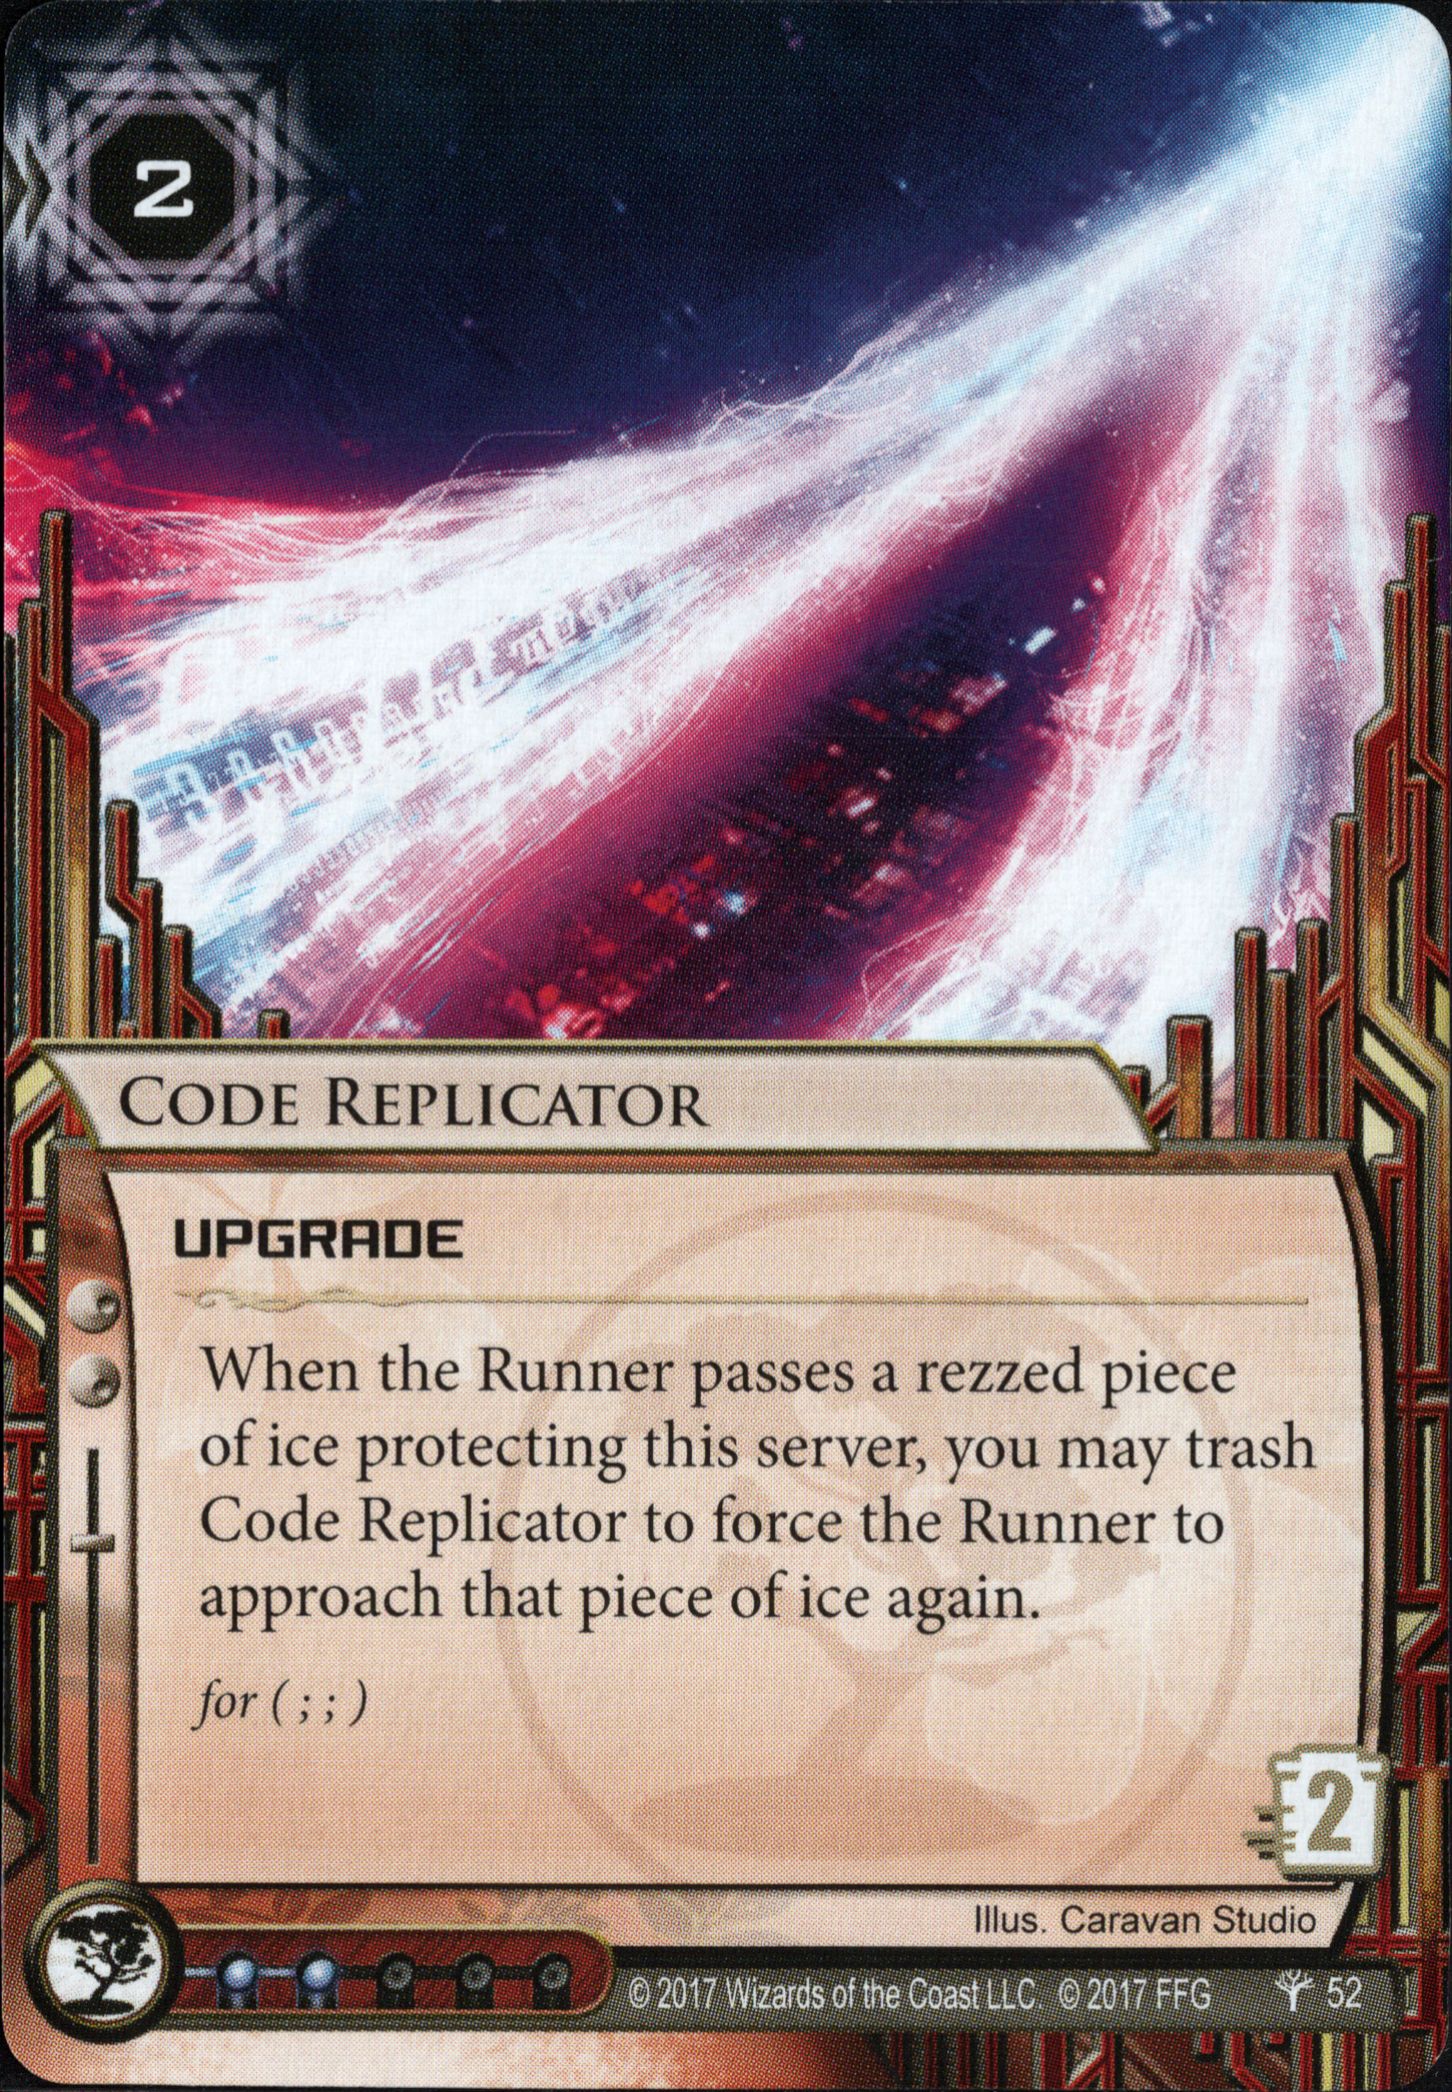 2
CODE REPLICATOR
UPGRADE
When the Runner passes a rezzed piece
of ice protecting this server, you may trash
Code Replicator to force the Runner to
approach that piece of ice again.
for ( ; ; )
2
Illus. Caravan Studio
© 2017 Wizards of the Coast LLC. © 2017 FFG 52